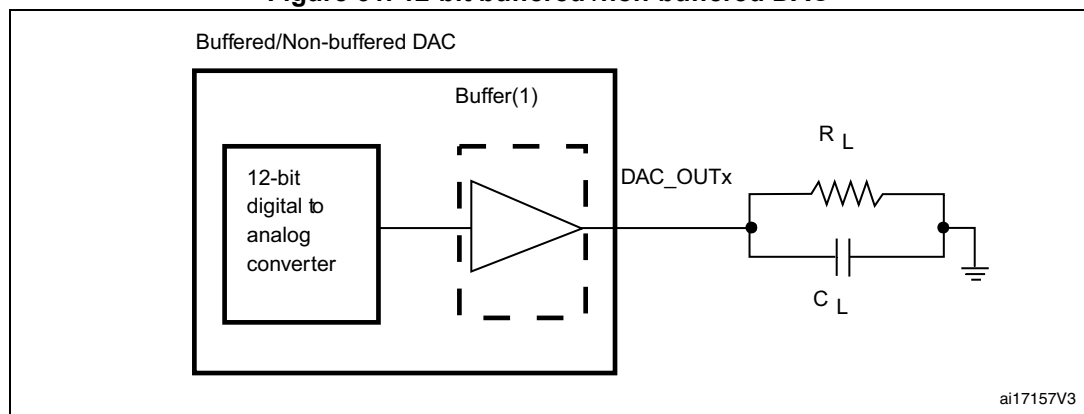 Buffered/Non-buffered DAC
Buffer(1)
12-bit
digital to
analog
converter
DAC_OUTx
R L
C L
ai17157V3